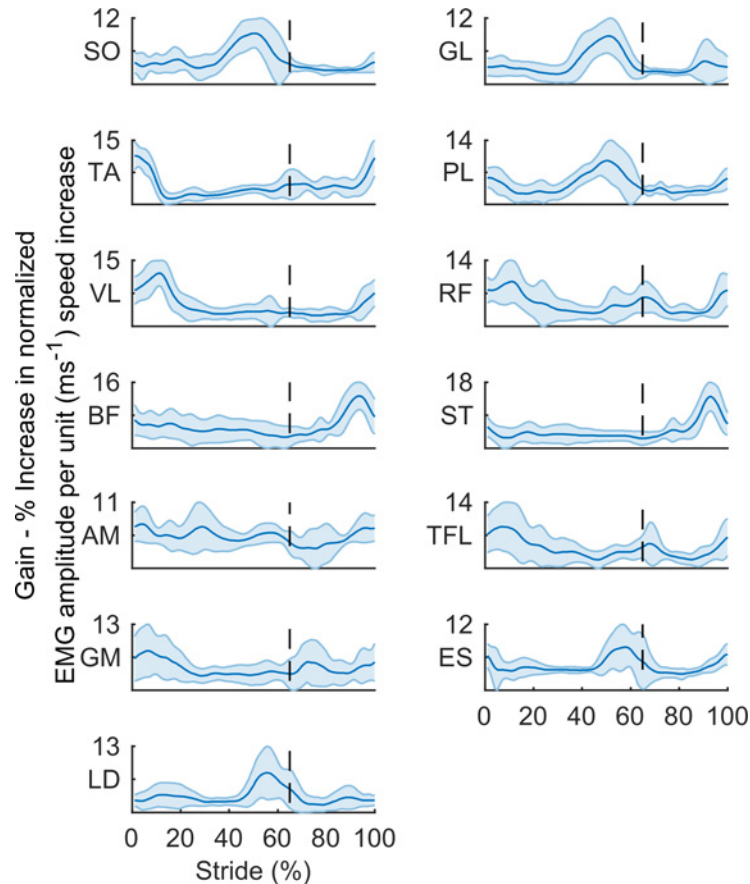 Gain - % Increase in normalized
EMG amplitude per unit (ms⁻¹) speed increase
12
SO
12
GL
15
TA
14
PL
15
VL
14
RF
16
BF
18
ST
11
AM
14
TFL
13
GM
12
ES
0 20 40 60 80 100
13
LD
0 20 40 60 80 100
Stride (%)